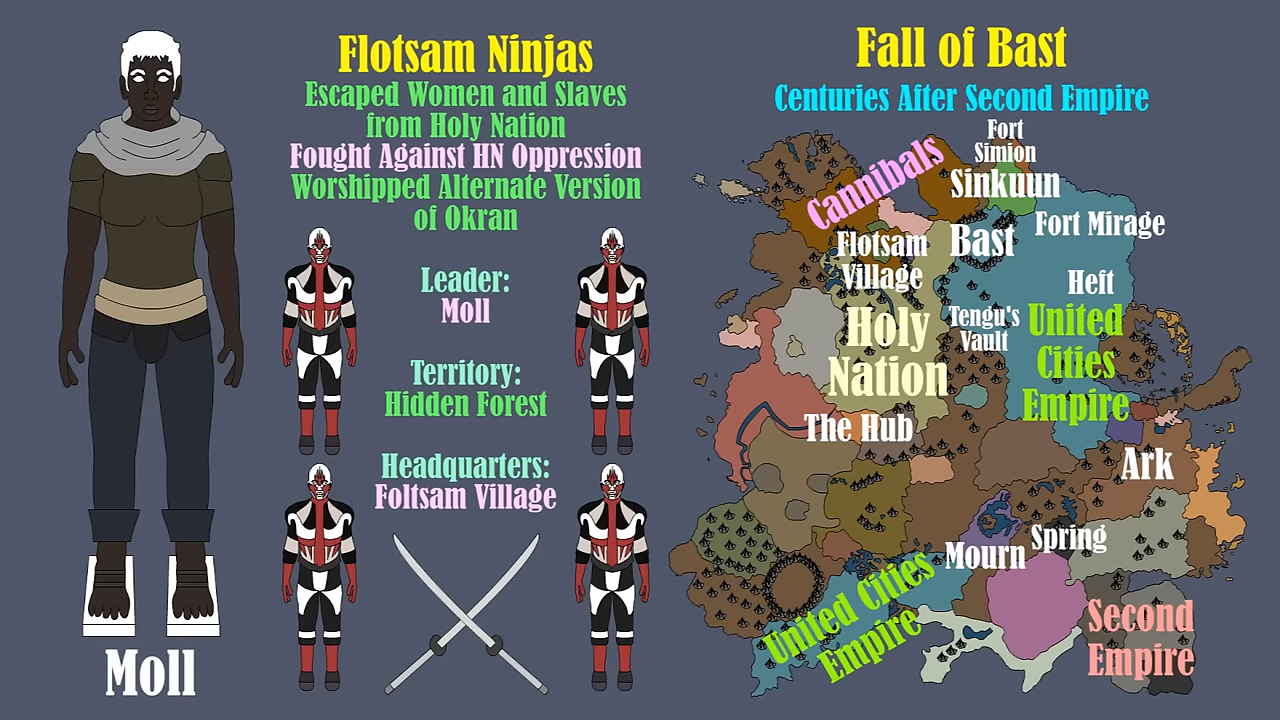 Flotsam Ninjas
Escaped Women and Slaves
from Holy Nation
Fought Against HN Oppression
Worshipped Alternate Version
of Okran
Leader:
Moll
Territory:
Hidden Forest
Headquarters:
Foltsam Village
Moll
Fall of Bast
Centuries After Second Empire
Fort
Simion
Cannibals
Sinkuun
Fort Mirage
Flotsam
Village
Bast
Heft
Holy
Nation
Tengu's
Vault
United
Cities
Empire
The Hub
Ark
Spring
Mourn
United Cities
Empire
Second
Empire